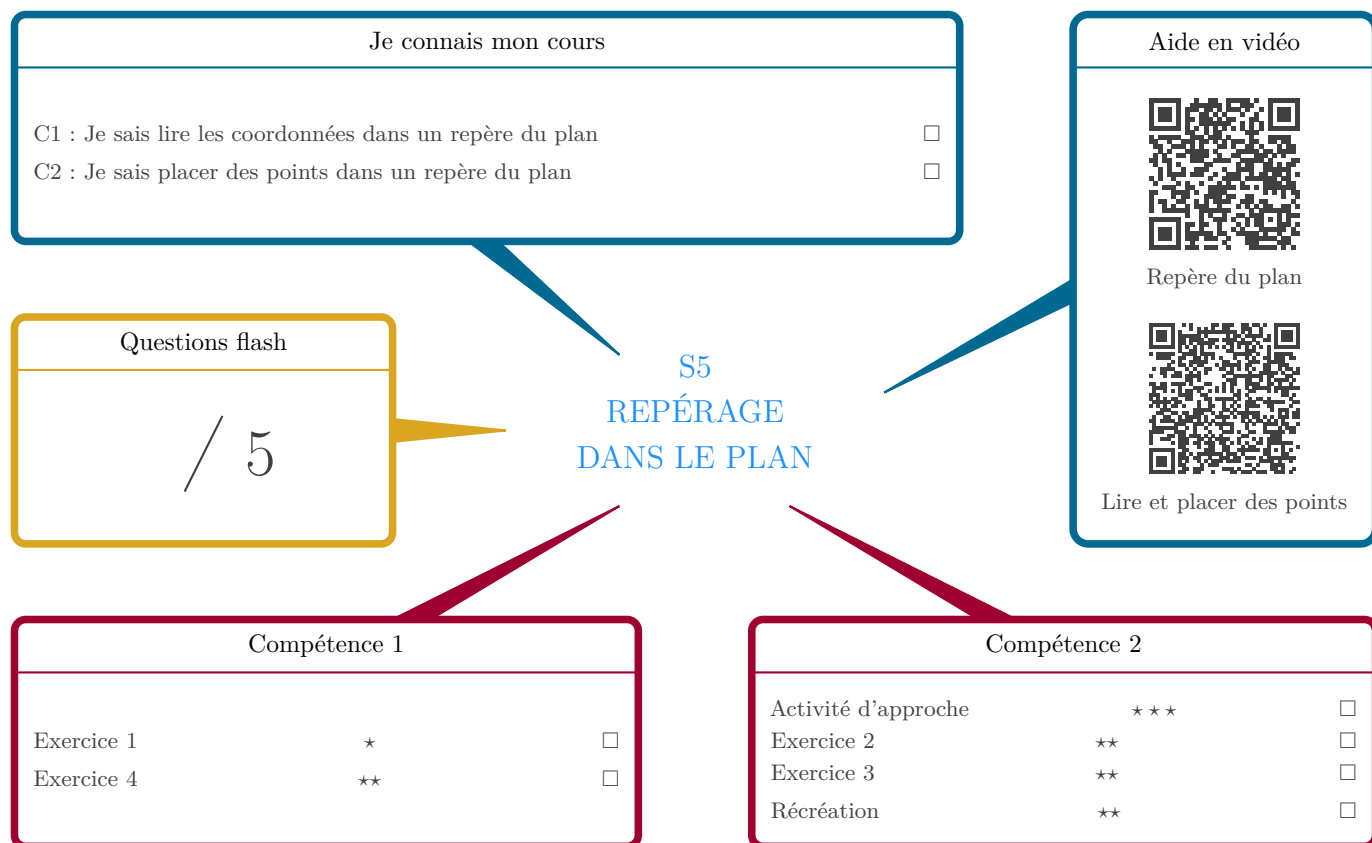 Je connais mon cours
C1 : Je sais lire les coordonnées dans un repère du plan □
C2 : Je sais placer des points dans un repère du plan □
Aide en vidéo
Repère du plan
Lire et placer des points
Questions flash
/ 5
S5
REPÉRAGE
DANS LE PLAN
Compétence 1
Exercice 1 ⋆ □
Exercice 4 ⋆⋆ □
Compétence 2
Activité d'approche ⋆ ⋆ ⋆ □
Exercice 2 ⋆⋆ □
Exercice 3 ⋆⋆ □
Récréation ⋆⋆ □